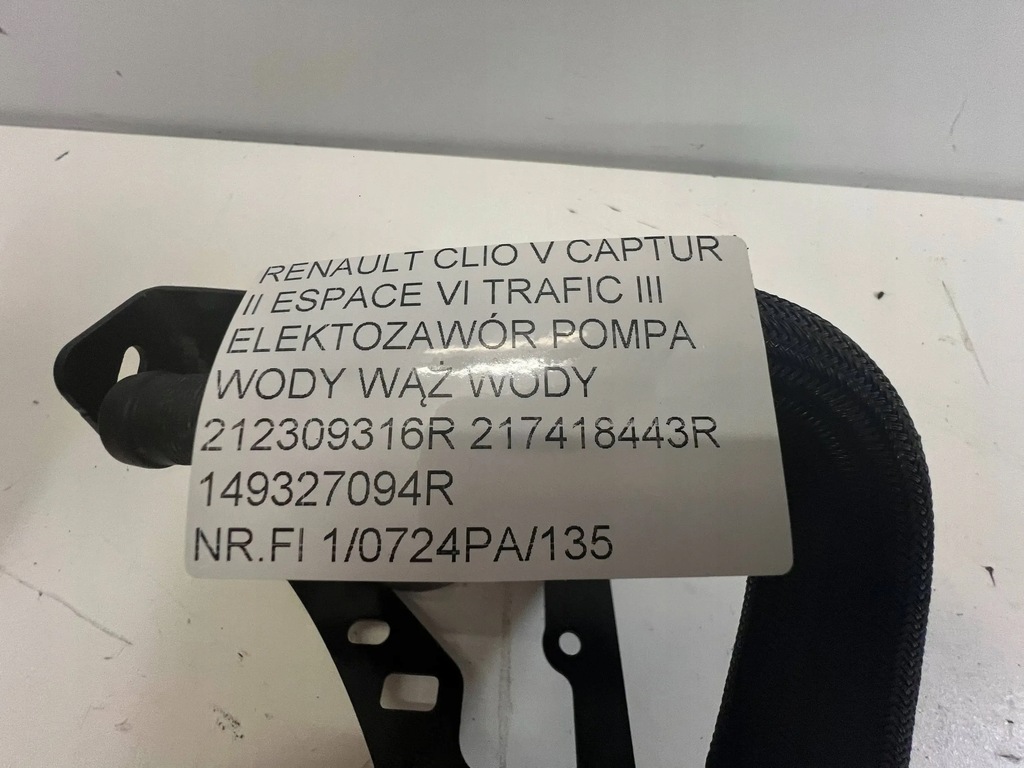 RENAULT CLIO V CAPTUR
II ESPACE VI TRAFIC III
ELEKTOZAWÓR POMPA
WODY WĄŻ WODY
212309316R 217418443R
149327094R
NR.FI 1/0724PA/135